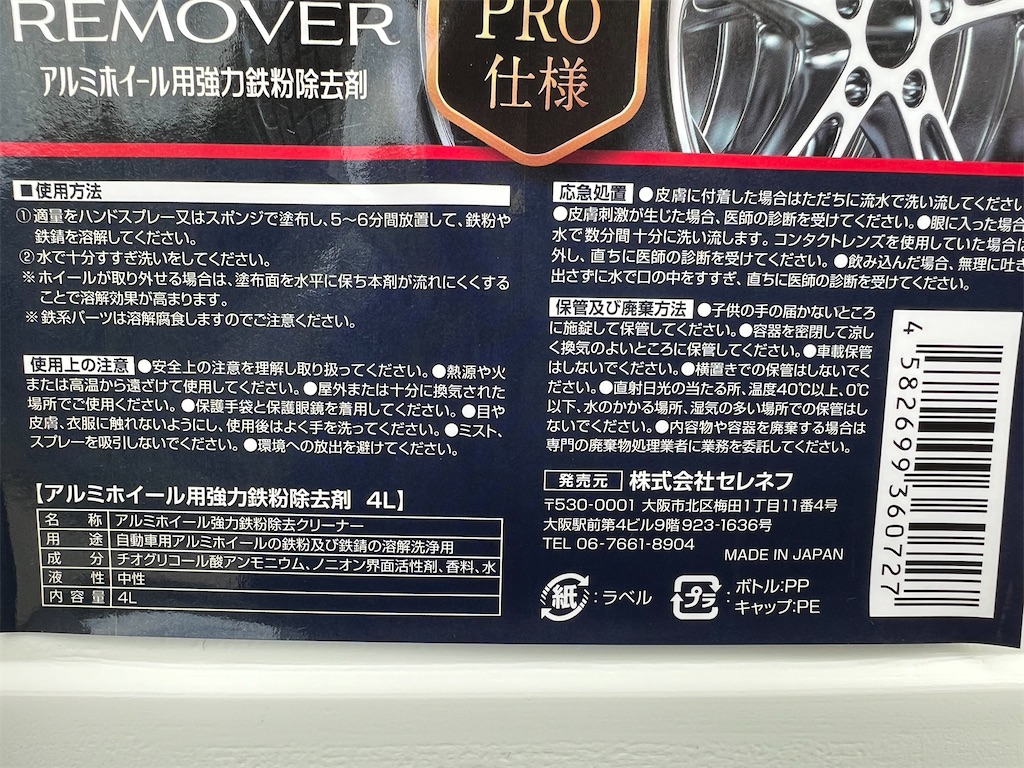 REMOVER
アルミホイール用強力鉄粉除去剤
PRO
仕様
■使用方法
①適量をハンドスプレー又はスポンジで塗布し、5～6分間放置して、鉄粉や
鉄錆を溶解してください。
②水で十分すすぎ洗いをしてください。
※ホイールが取り外せる場合は、塗布面を水平に保ち本剤が流れにくくする
ことで溶解効果が高まります。
※鉄系パーツは溶解腐食しますのでご注意ください。
使用上の注意 ●安全上の注意を理解し取り扱ってください。●熱源や火
または高温から遠ざけて使用してください。●屋外または十分に換気された
場所でご使用ください。●保護手袋と保護眼鏡を着用してください。●目や
皮膚、衣服に触れないようにし、使用後はよく手を洗ってください。●ミスト、
スプレーを吸引しないでください。●環境への放出を避けてください。
【アルミホイール用強力鉄粉除去剤 4L】
名 称 アルミホイール強力鉄粉除去クリーナー
用 途 自動車用アルミホイールの鉄粉及び鉄錆の溶解洗浄用
成 分 チオグリコール酸アンモニウム、ノニオン界面活性剤、香料、水
液 性 中性
内容量 4L
応急処置 ●皮膚に付着した場合はただちに流水で洗い流してください
●皮膚刺激が生じた場合、医師の診断を受けてください。●眼に入った場合
水で数分間十分に洗い流します。コンタクトレンズを使用していた場合は
外し、直ちに医師の診断を受けてください。●飲み込んだ場合、無理に吐き
出さずに水で口の中をすすぎ、直ちに医師の診断を受けてください。
保管及び廃棄方法 ●子供の手の届かないところ
に施錠して保管してください。●容器を密閉して涼し
く換気のよいところに保管してください。●車載保管
はしないでください。●横置きでの保管はしないでく
ださい。●直射日光の当たる所、温度40℃以上、0℃
以下、水のかかる場所、湿気の多い場所での保管はし
ないでください。●内容物や容器を廃棄する場合は
専門の廃棄物処理業者に業務を委託してください。
発売元 株式会社セレネフ
〒530-0001 大阪市北区梅田1丁目11番4号
大阪駅前第4ビル9階 923-1636号
TEL 06-7661-8904
MADE IN JAPAN
紙:ラベル
プラ:ボトル:PP
キャップ:PE
4 582699 360727